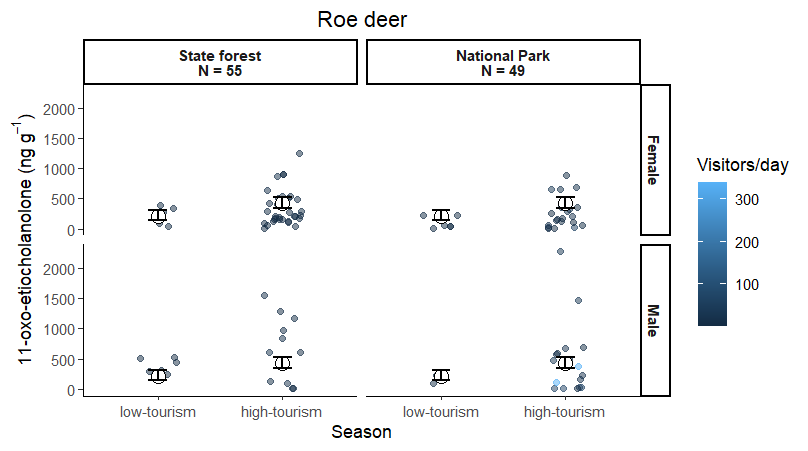 Roe deer
State forest
N = 55
National Park
N = 49
11-oxo-etiocholanolone (ng g⁻¹)
2000
1500
1000
500
0
Female
2000
1500
1000
500
0
Male
low-tourism
high-tourism
low-tourism
high-tourism
Season
Visitors/day
300
200
100